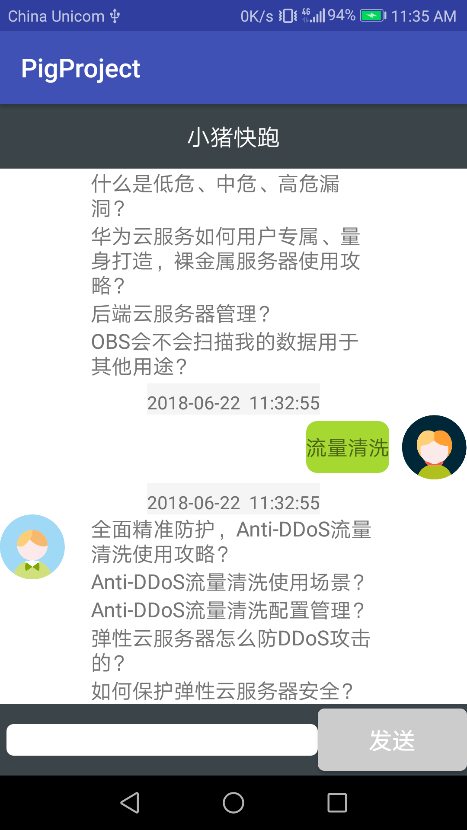 China Unicom 0K/s 4G 94% 11:35 AM
PigProject
小猪快跑
什么是低危、中危、高危漏
洞？
华为云服务如何用户专属、量
身打造，裸金属服务器使用攻
略？
后端云服务器管理？
OBS会不会扫描我的数据用于
其他用途？
2018-06-22 11:32:55
流量清洗
2018-06-22 11:32:55
全面精准防护，Anti-DDoS流量
清洗使用攻略？
Anti-DDoS流量清洗使用场景？
Anti-DDoS流量清洗配置管理？
弹性云服务器怎么防DDoS攻击
的？
如何保护弹性云服务器安全？
发送